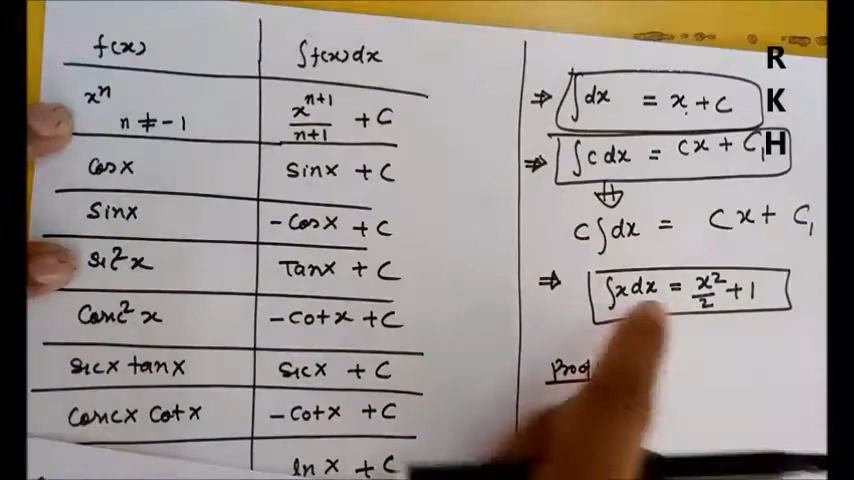 f(x) ∫f(x)dx
xⁿ
n ≠ -1
xⁿ⁺¹/n+1 + C
Cosx Sinx + C
Sinx - Cosx + C
sec²x Tanx + C
Cosec²x - Cotx + C
secx tanx secx + C
Cosecx Cotx - Cotx + C
ln x + C
⇒ ∫dx = x + C
⇒ ∫C dx = Cx + C₁
C∫dx = Cx + C₁
⇒ ∫x dx = x²/2 + 1
Proof
R
K
H